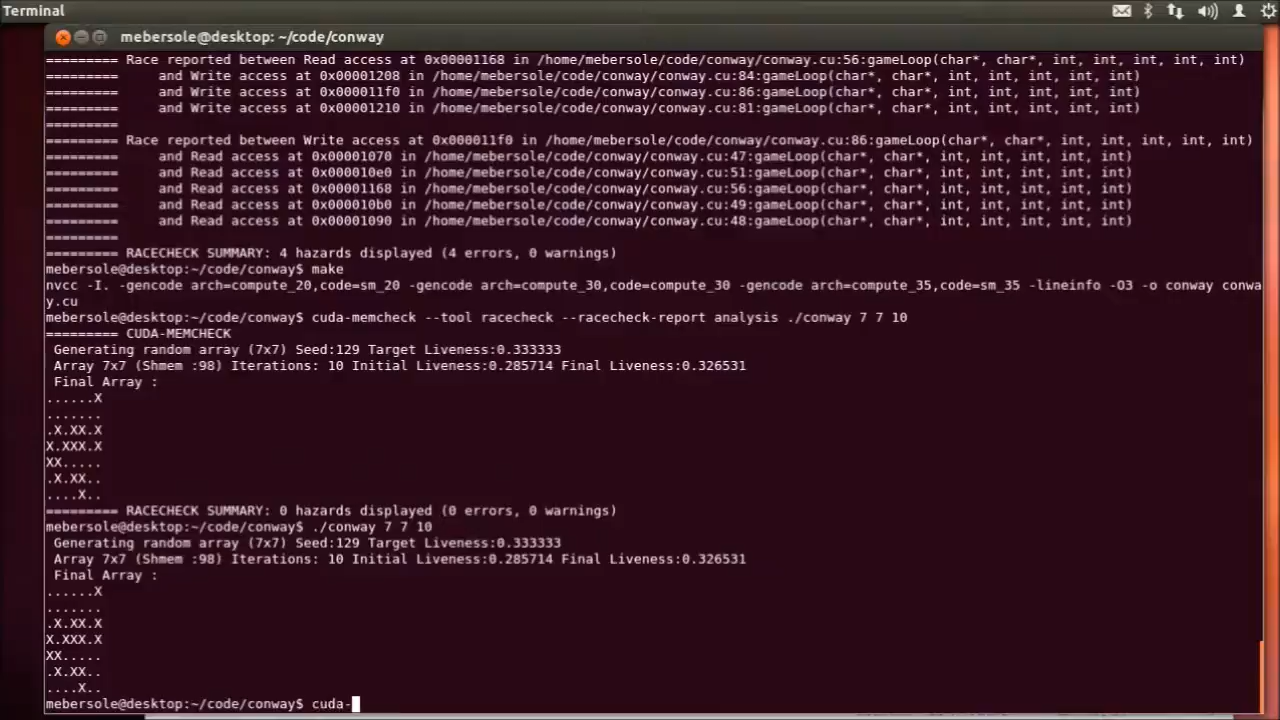 Terminal
mebersole@desktop: ~/code/conway
========= Race reported between Read access at 0x00001168 in /home/mebersole/code/conway/conway.cu:56:gameLoop(char*, char*, int, int, int, int, int)
=========     and Write access at 0x00001208 in /home/mebersole/code/conway/conway.cu:84:gameLoop(char*, char*, int, int, int, int, int)
=========     and Write access at 0x000011f0 in /home/mebersole/code/conway/conway.cu:86:gameLoop(char*, char*, int, int, int, int, int)
=========     and Write access at 0x00001210 in /home/mebersole/code/conway/conway.cu:81:gameLoop(char*, char*, int, int, int, int, int)
=========
========= Race reported between Write access at 0x000011f0 in /home/mebersole/code/conway/conway.cu:86:gameLoop(char*, char*, int, int, int, int, int)
=========     and Read access at 0x00001070 in /home/mebersole/code/conway/conway.cu:47:gameLoop(char*, char*, int, int, int, int, int)
=========     and Read access at 0x000010e0 in /home/mebersole/code/conway/conway.cu:51:gameLoop(char*, char*, int, int, int, int, int)
=========     and Read access at 0x00001168 in /home/mebersole/code/conway/conway.cu:56:gameLoop(char*, char*, int, int, int, int, int)
=========     and Read access at 0x000010b0 in /home/mebersole/code/conway/conway.cu:49:gameLoop(char*, char*, int, int, int, int, int)
=========     and Read access at 0x00001090 in /home/mebersole/code/conway/conway.cu:48:gameLoop(char*, char*, int, int, int, int, int)
=========
========= RACECHECK SUMMARY: 4 hazards displayed (4 errors, 0 warnings)
mebersole@desktop:~/code/conway$ make
nvcc -I. -gencode arch=compute_20,code=sm_20 -gencode arch=compute_30,code=compute_30 -gencode arch=compute_35,code=sm_35 -lineinfo -O3 -o conway conwa
y.cu
mebersole@desktop:~/code/conway$ cuda-memcheck --tool racecheck --racecheck-report analysis ./conway 7 7 10
========= CUDA-MEMCHECK
Generating random array (7x7) Seed:129 Target Liveness:0.333333
Array 7x7 (Shmem :98) Iterations: 10 Initial Liveness:0.285714 Final Liveness:0.326531
Final Array :
......X
.......
.X.XX.X
X.XXX.X
XX.....
.X.XX..
....X..
========= RACECHECK SUMMARY: 0 hazards displayed (0 errors, 0 warnings)
mebersole@desktop:~/code/conway$ ./conway 7 7 10
Generating random array (7x7) Seed:129 Target Liveness:0.333333
Array 7x7 (Shmem :98) Iterations: 10 Initial Liveness:0.285714 Final Liveness:0.326531
Final Array :
......X
.......
.X.XX.X
X.XXX.X
XX.....
.X.XX..
....X..
mebersole@desktop:~/code/conway$ cuda-